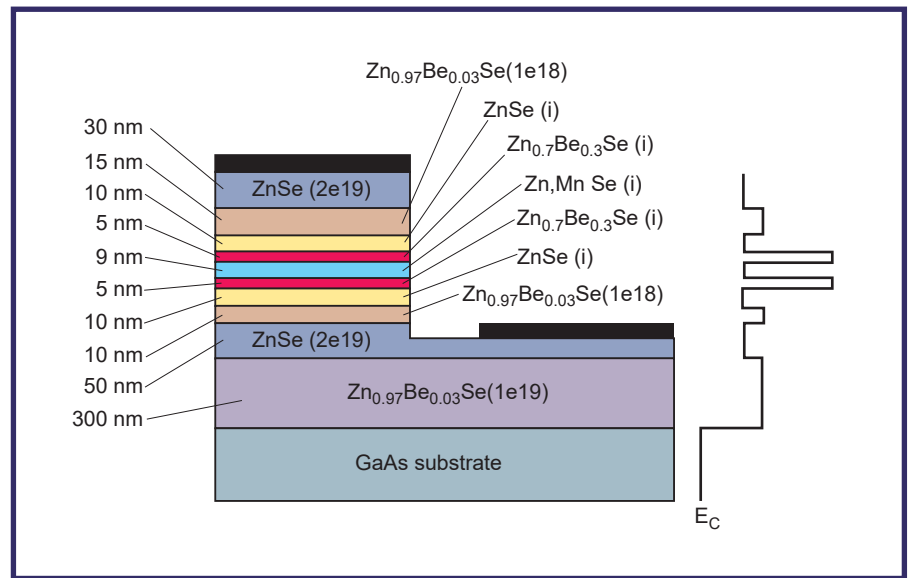 Zn₀.₉₇Be₀.₀₃Se(1e18)
30 nm
ZnSe (i)
15 nm
Zn₀.₇Be₀.₃Se (i)
10 nm
ZnSe (2e19)
Zn,Mn Se (i)
5 nm
Zn₀.₇Be₀.₃Se (i)
9 nm
ZnSe (i)
5 nm
Zn₀.₉₇Be₀.₀₃Se(1e18)
10 nm
ZnSe (2e19)
10 nm
50 nm
Zn₀.₉₇Be₀.₀₃Se(1e19)
300 nm
GaAs substrate
E_C